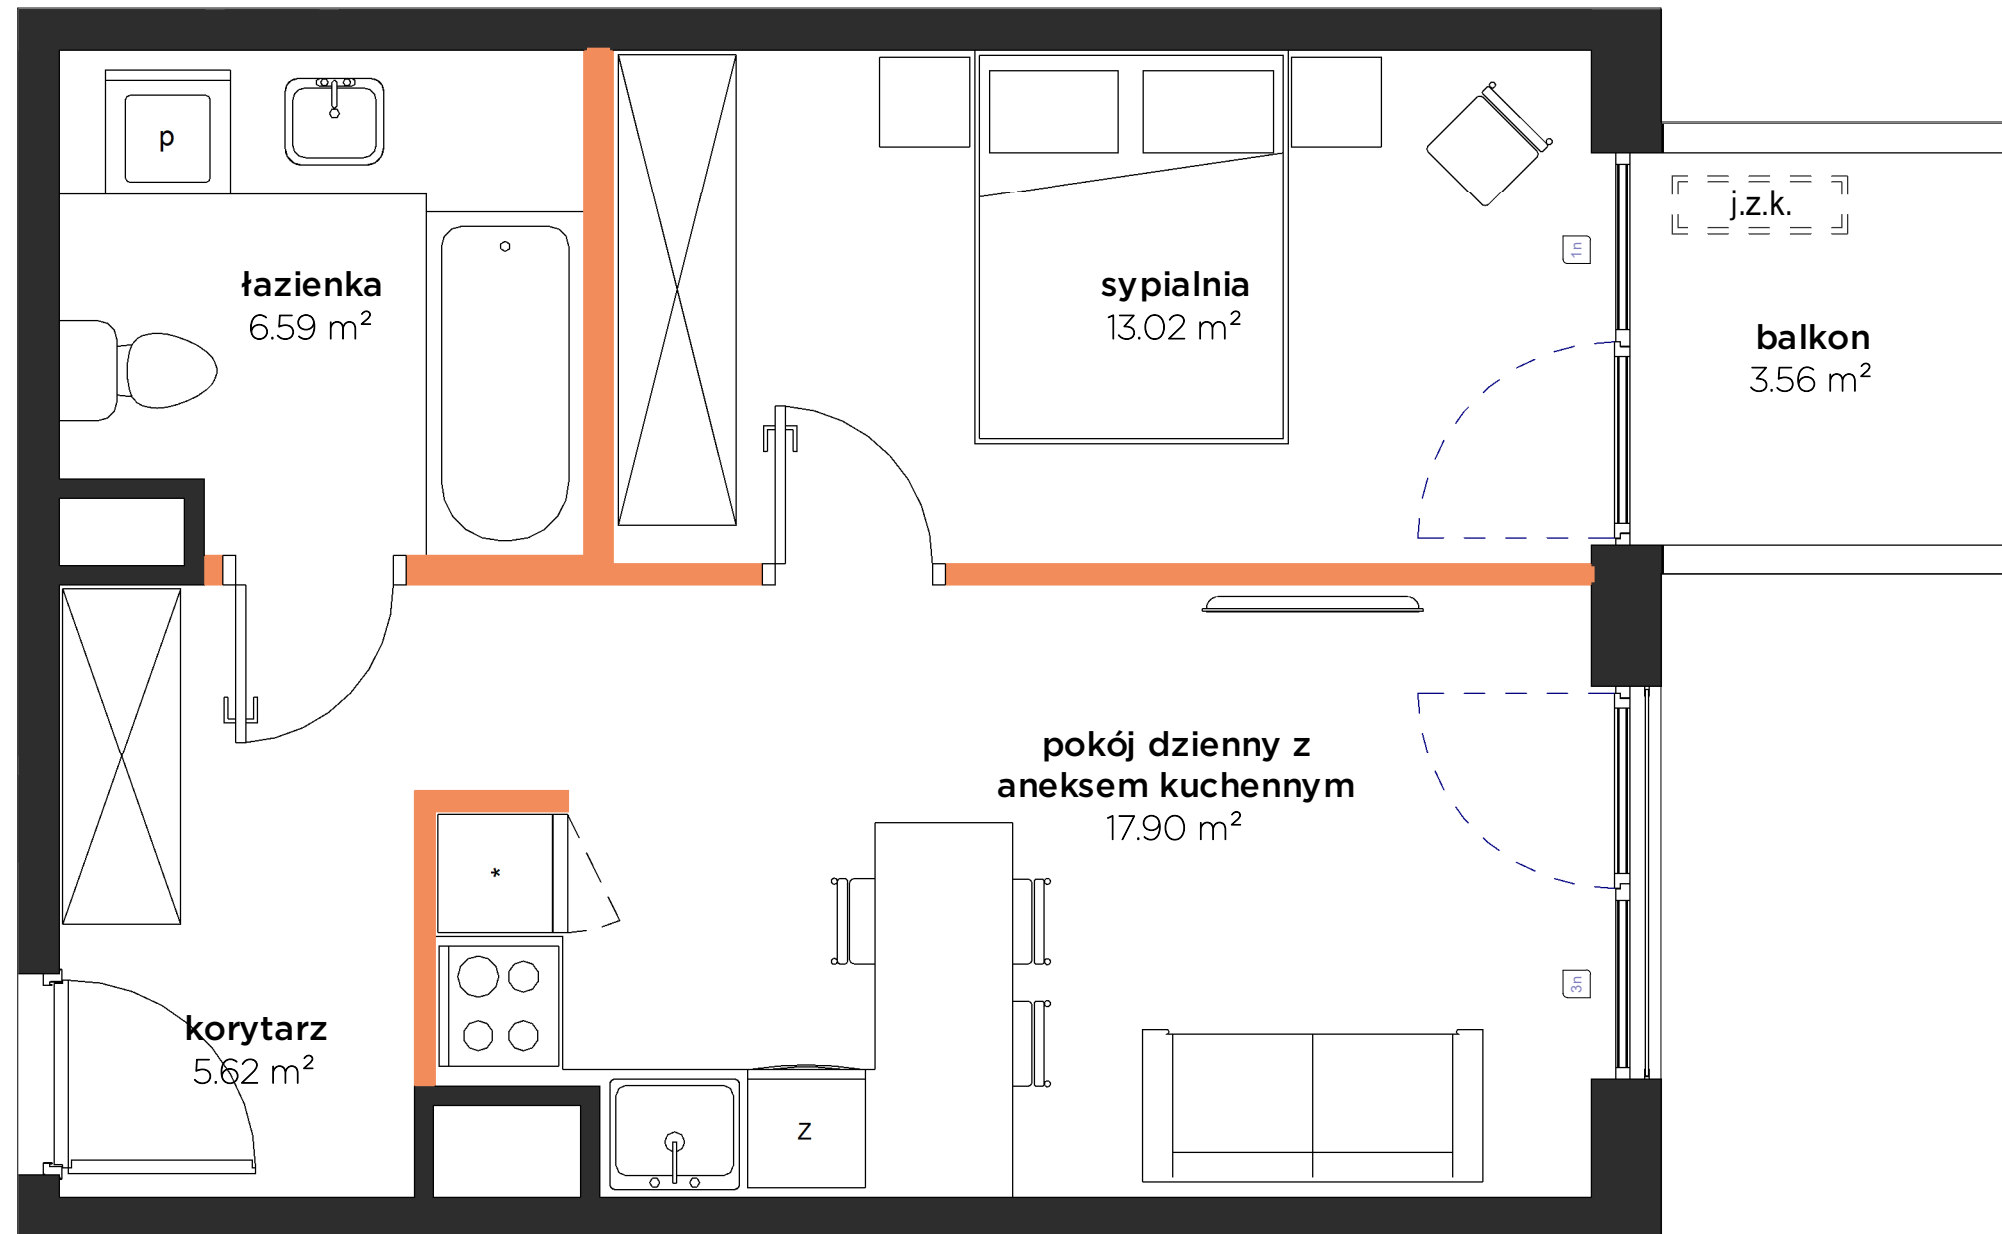 p
j.z.k.
łazienka
6.59 m²
sypialnia
13.02 m²
1n
balkon
3.56 m²
pokój dzienny z
aneksem kuchennym
17.90 m²
*
3n
korytarz
5.62 m²
Z